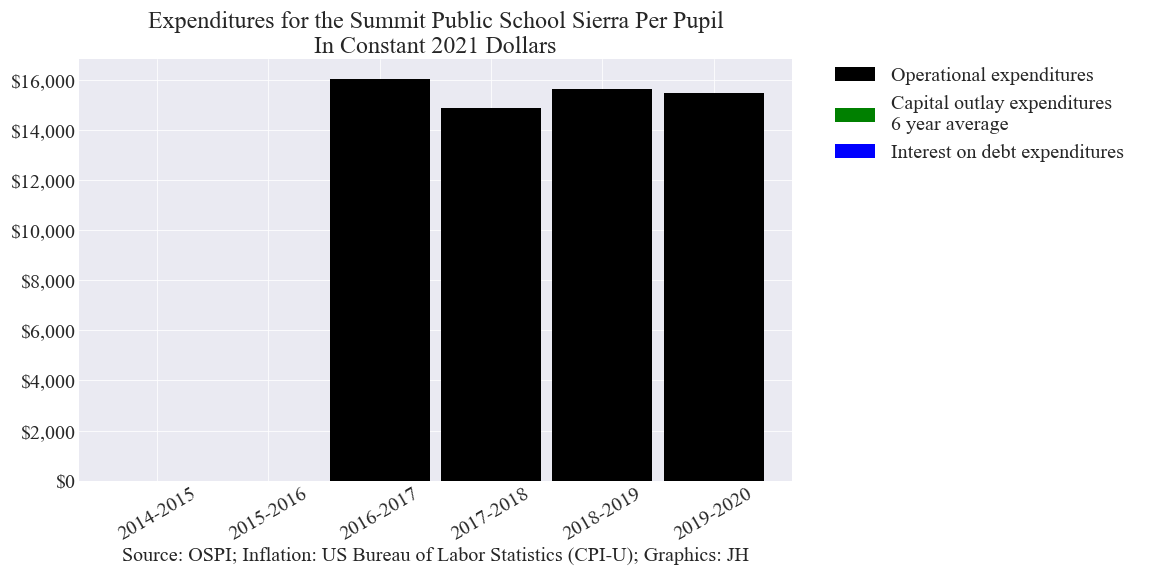 Expenditures for the Summit Public School Sierra Per Pupil
In Constant 2021 Dollars
$16,000
$14,000
$12,000
$10,000
$8,000
$6,000
$4,000
$2,000
$0
2014-2015
2015-2016
2016-2017
2017-2018
2018-2019
2019-2020
Source: OSPI; Inflation: US Bureau of Labor Statistics (CPI-U); Graphics: JH
Operational expenditures
Capital outlay expenditures
6 year average
Interest on debt expenditures